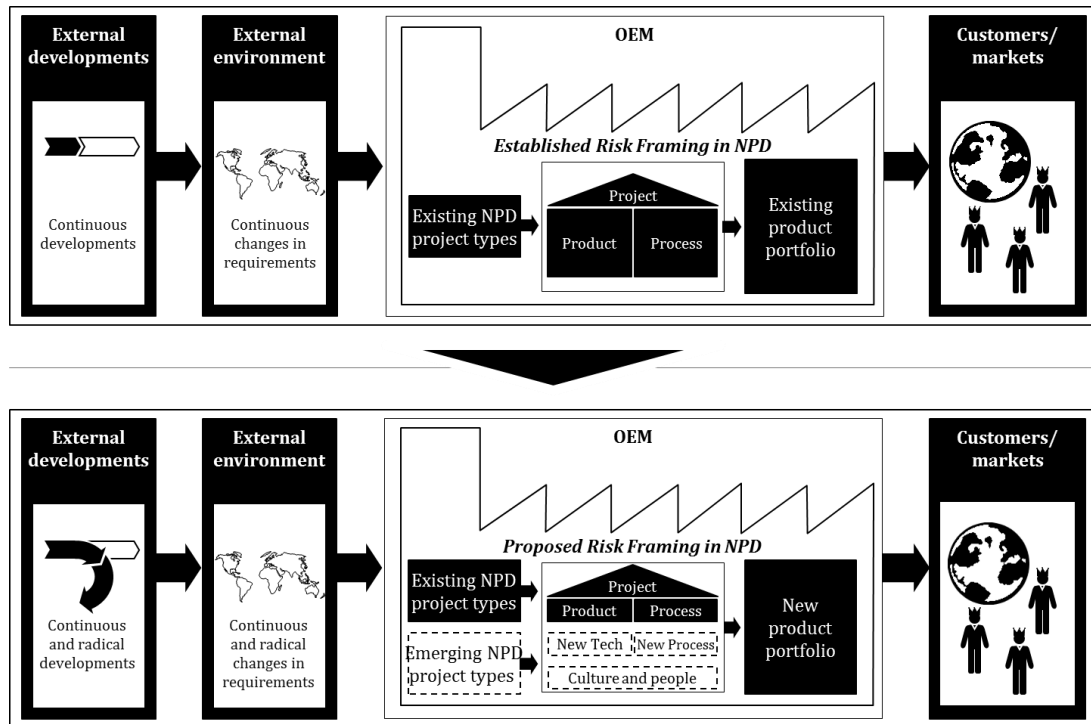 External
developments
Continuous
developments
External
environment
Continuous
changes in
requirements
OEM
Established Risk Framing in NPD
Existing NPD
project types
Project
Product
Process
Existing
product
portfolio
Customers/
markets
External
developments
Continuous
and radical
developments
External
environment
Continuous
and radical
changes in
requirements
OEM
Proposed Risk Framing in NPD
Existing NPD
project types
Emerging NPD
project types
Project
Product
Process
New Tech
New Process
Culture and people
New
product
portfolio
Customers/
markets